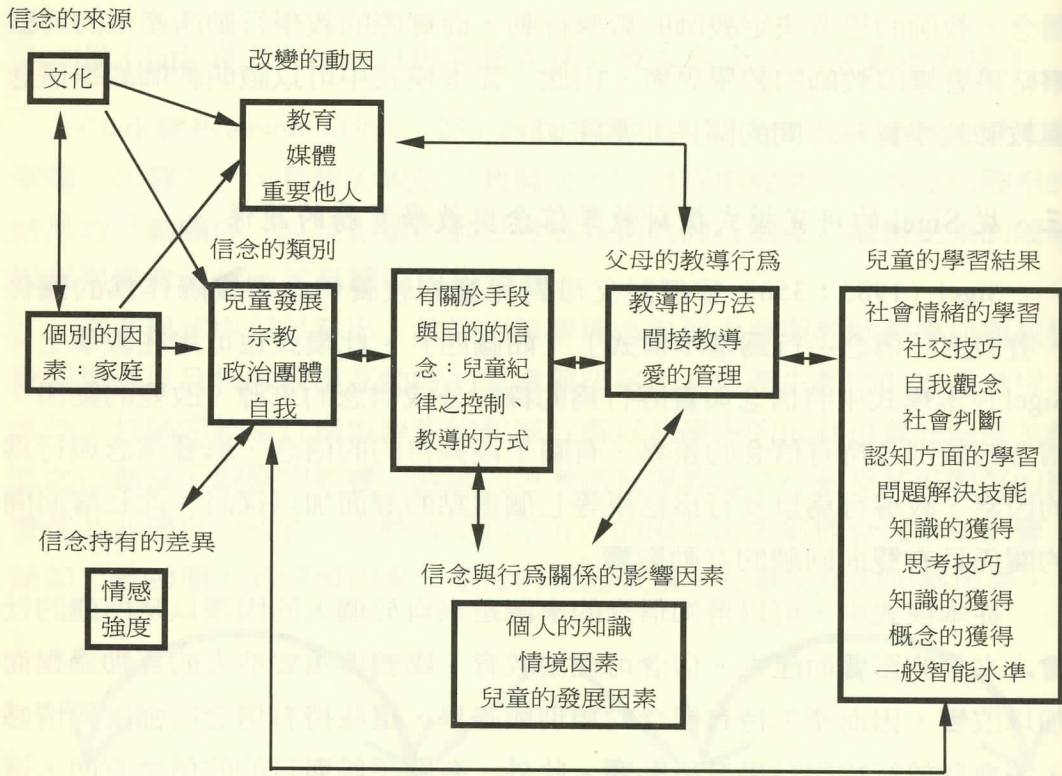 信念的來源
文化
改變的動因
教育
媒體
重要他人
信念的類別
個別的因
素：家庭
兒童發展
宗教
政治團體
自我
有關於手段
與目的的信
念：兒童紀
律之控制
教導的方式
父母的教導行爲
教導的方法
間接教導
愛的管理
兒童的學習結果
社會情緒的學習
社交技巧
自我觀念
社會判斷
認知方面的學習
問題解決技能
知識的獲得
思考技巧
知識的獲得
概念的獲得
一般智能水準
信念持有的差異
情感
強度
信念與行爲關係的影響因素
個人的知識
情境因素
兒童的發展因素